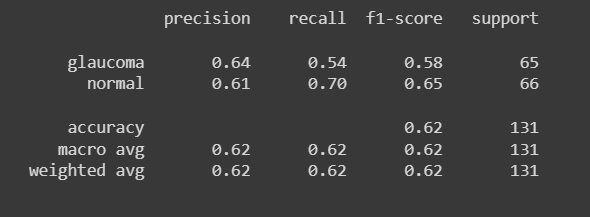 precision recall f1-score support
glaucoma 0.64 0.54 0.58 65
normal 0.61 0.70 0.65 66
accuracy 0.62 131
macro avg 0.62 0.62 0.62 131
weighted avg 0.62 0.62 0.62 131